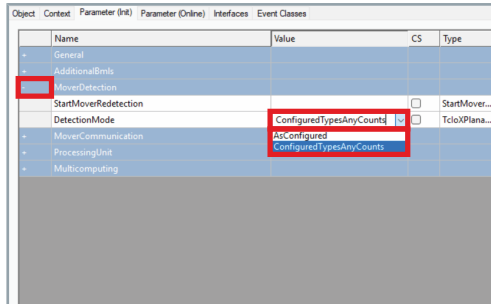 Object Context Parameter (Init) Parameter (Online) Interfaces Event Classes
Name Value CS Type
+ General
+ AdditionalBmls
- MoverDetection
StartMoverRedetection StartMover...
DetectionMode ConfiguredTypesAnyCounts TcIoXPlana...
AsConfigured
+ MoverCommunication ConfiguredTypesAnyCounts
+ ProcessingUnit
+ Multicomputing